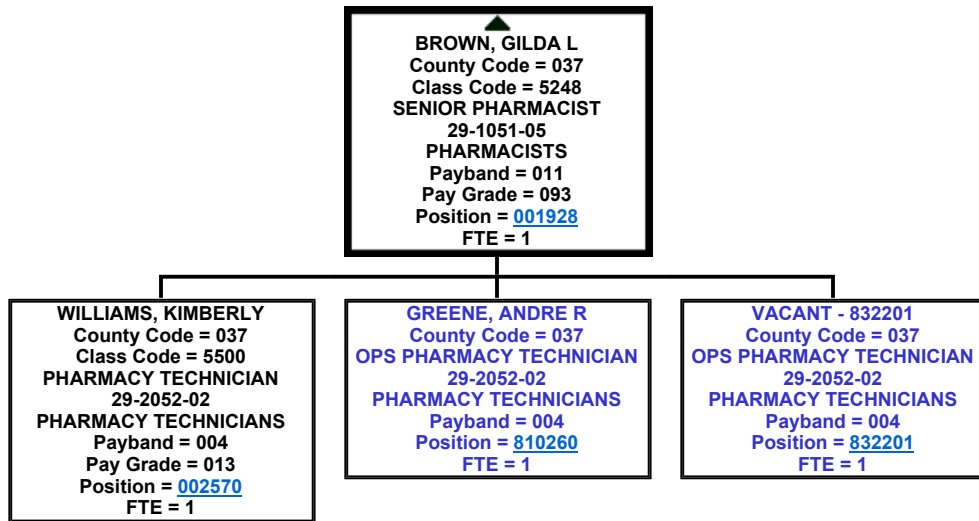 BROWN, GILDA L
County Code = 037
Class Code = 5248
SENIOR PHARMACIST
29-1051-05
PHARMACISTS
Payband = 011
Pay Grade = 093
Position = 001928
FTE = 1
WILLIAMS, KIMBERLY
County Code = 037
Class Code = 5500
PHARMACY TECHNICIAN
29-2052-02
PHARMACY TECHNICIANS
Payband = 004
Pay Grade = 013
Position = 002570
FTE = 1
GREENE, ANDRE R
County Code = 037
OPS PHARMACY TECHNICIAN
29-2052-02
PHARMACY TECHNICIANS
Payband = 004
Position = 810260
FTE = 1
VACANT - 832201
County Code = 037
OPS PHARMACY TECHNICIAN
29-2052-02
PHARMACY TECHNICIANS
Payband = 004
Position = 832201
FTE = 1